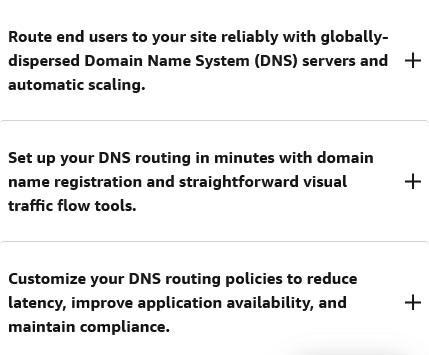 Route end users to your site reliably with globally-
dispersed Domain Name System (DNS) servers and
automatic scaling.
Set up your DNS routing in minutes with domain
name registration and straightforward visual
traffic flow tools.
Customize your DNS routing policies to reduce
latency, improve application availability, and
maintain compliance.